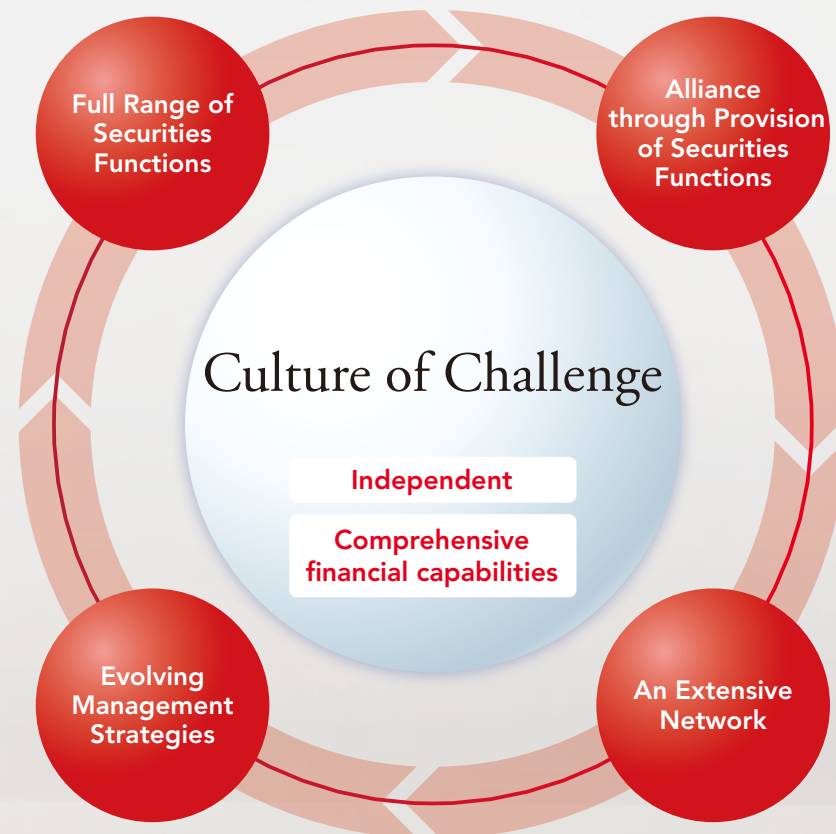 Full Range of
Securities
Functions
Alliance
through Provision
of Securities
Functions
Culture of Challenge
Independent
Comprehensive
financial capabilities
Evolving
Management
Strategies
An Extensive
Network